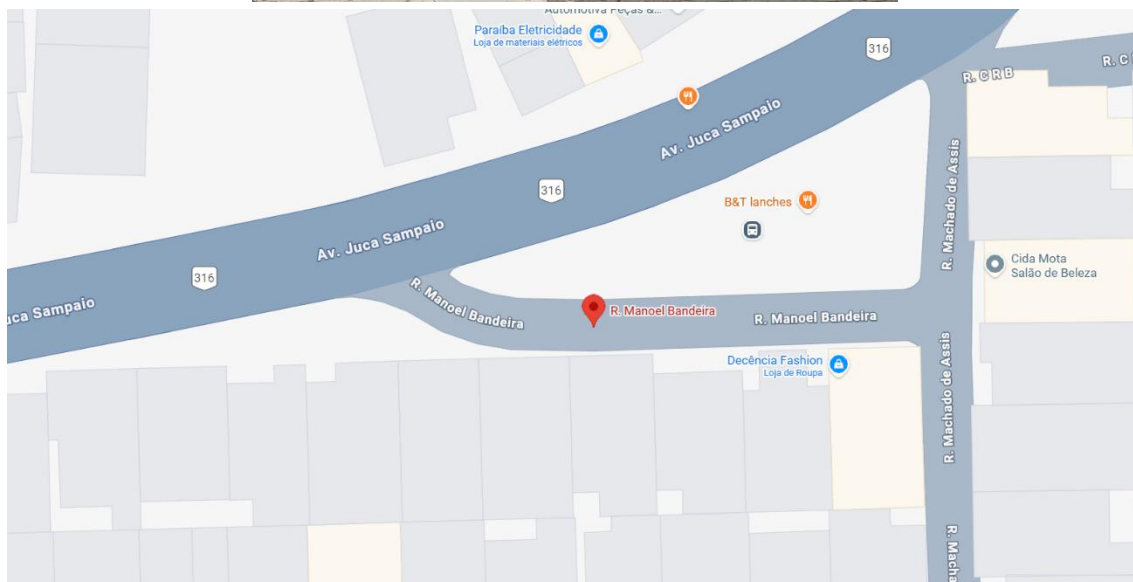 Automotiva Peças &...
Paraíba Eletricidade
Loja de materiais elétricos
316
R. C R B
R. C
Av. Juca Sampaio
316
B&T lanches
R. Machado de Assis
Av. Juca Sampaio
Cida Mota
Salão de Beleza
316
R. Manoel Bandeira
uca Sampaio
R. Manoel Bandeira
R. Manoel Bandeira
Decência Fashion
Loja de Roupa
R. Machado de Assis
R. Macha